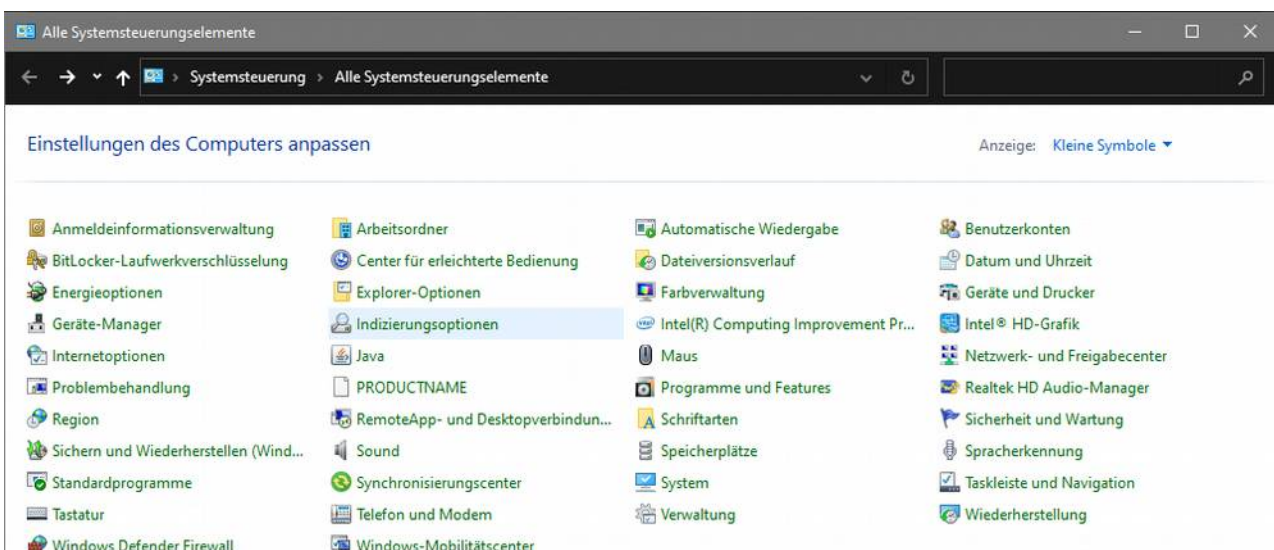 Alle Systemsteuerungselemente
Systemsteuerung > Alle Systemsteuerungselemente
Einstellungen des Computers anpassen Anzeige: Kleine Symbole
Anmeldeinformationsverwaltung Arbeitsordner Automatische Wiedergabe Benutzerkonten
BitLocker-Laufwerkverschlüsselung Center für erleichterte Bedienung Dateiversionsverlauf Datum und Uhrzeit
Energieoptionen Explorer-Optionen Farbverwaltung Geräte und Drucker
Geräte-Manager Indizierungsoptionen Intel(R) Computing Improvement Pr... Intel® HD-Grafik
Internetoptionen Java Maus Netzwerk- und Freigabecenter
Problembehandlung PRODUCTNAME Programme und Features Realtek HD Audio-Manager
Region RemoteApp- und Desktopverbindun... Schriftarten Sicherheit und Wartung
Sichern und Wiederherstellen (Wind... Sound Speicherplätze Spracherkennung
Standardprogramme Synchronisierungscenter System Taskleiste und Navigation
Tastatur Telefon und Modem Verwaltung Wiederherstellung
Windows Defender Firewall Windows-Mobilitätscenter